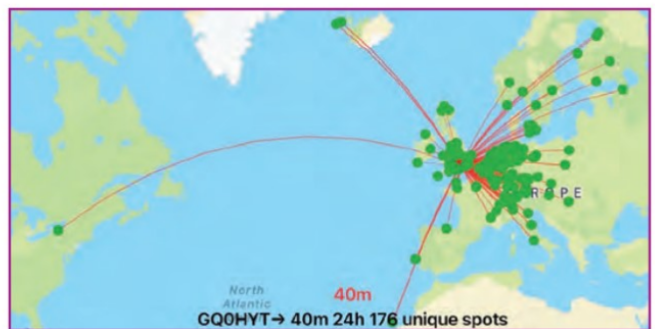 R O P E
North
Atlantic
40m
GQ0HYT→ 40m 24h 176 unique spots